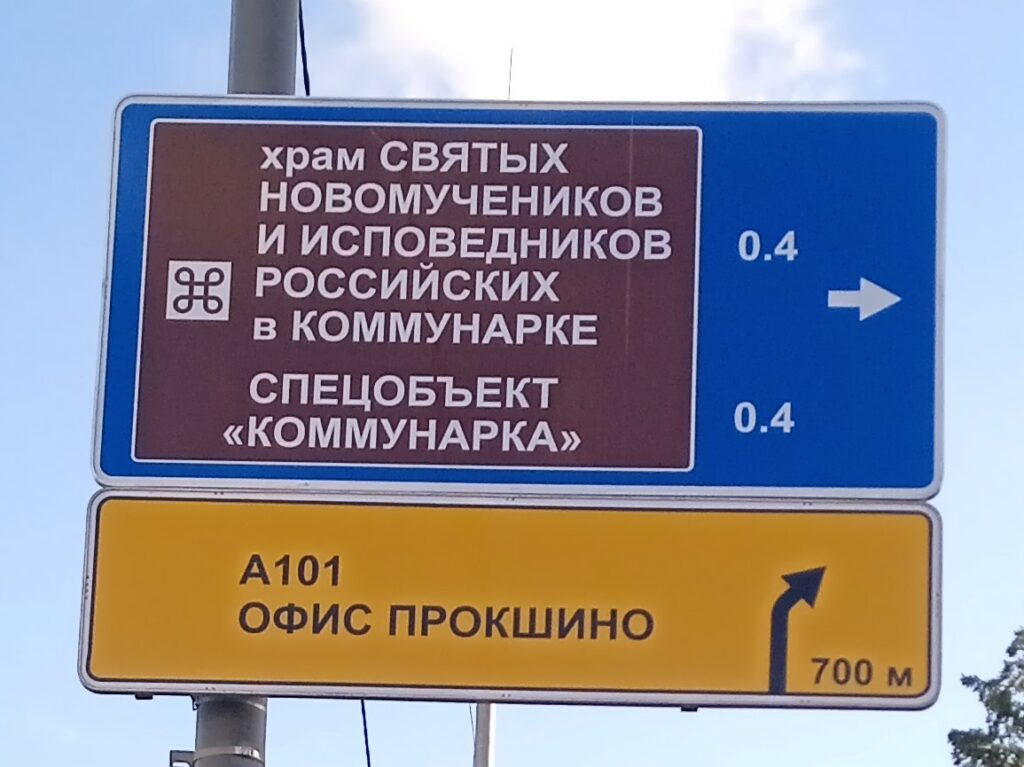 храм СВЯТЫХ
НОВОМУЧЕНИКОВ
И ИСПОВЕДНИКОВ
РОССИЙСКИХ
в КОММУНАРКЕ
0.4
СПЕЦОБЪЕКТ
«КОММУНАРКА»
0.4
А101
ОФИС ПРОКШИНО
700 м